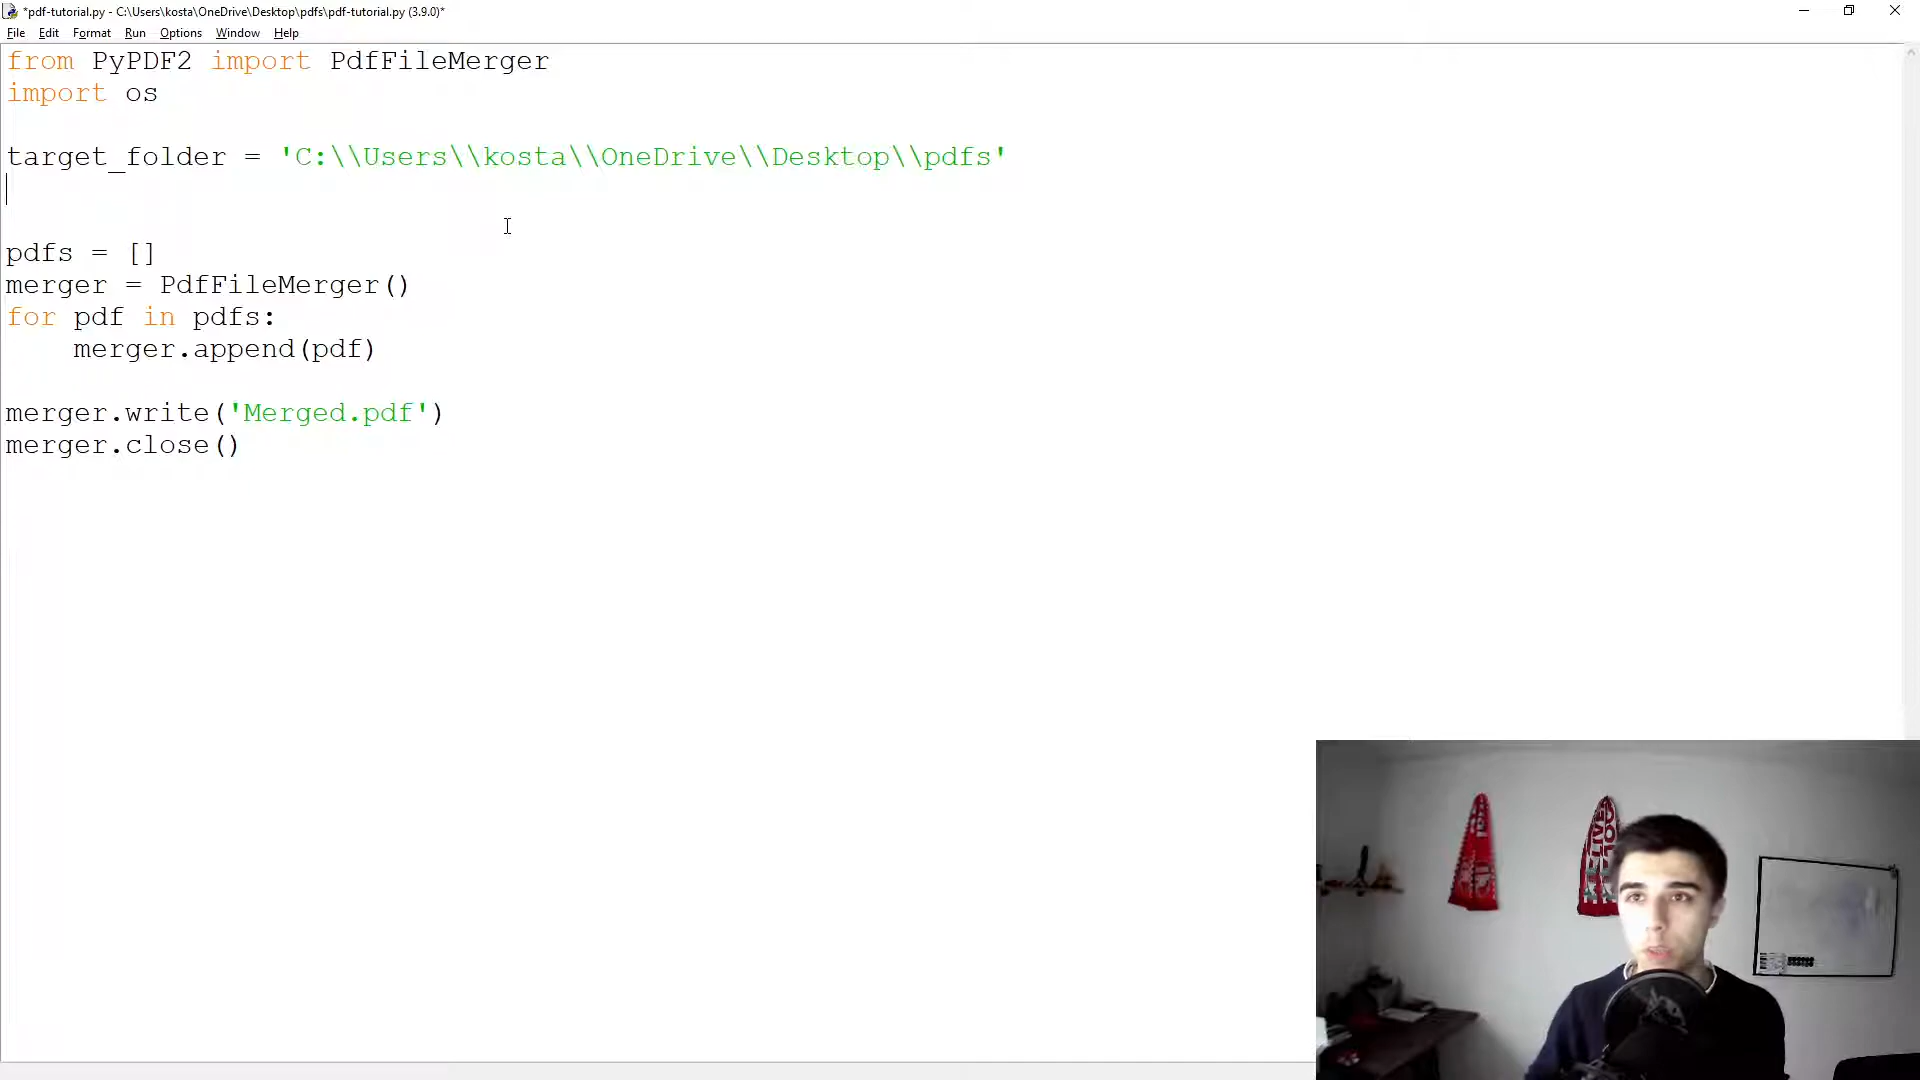 *pdf-tutorial.py - C:\Users\kosta\OneDrive\Desktop\pdfs\pdf-tutorial.py (3.9.0)*
File Edit Format Run Options Window Help
from PyPDF2 import PdfFileMerger
import os
target_folder = 'C:\\Users\\kosta\\OneDrive\\Desktop\\pdfs'
pdfs = []
merger = PdfFileMerger()
for pdf in pdfs:
    merger.append(pdf)
merger.write('Merged.pdf')
merger.close()